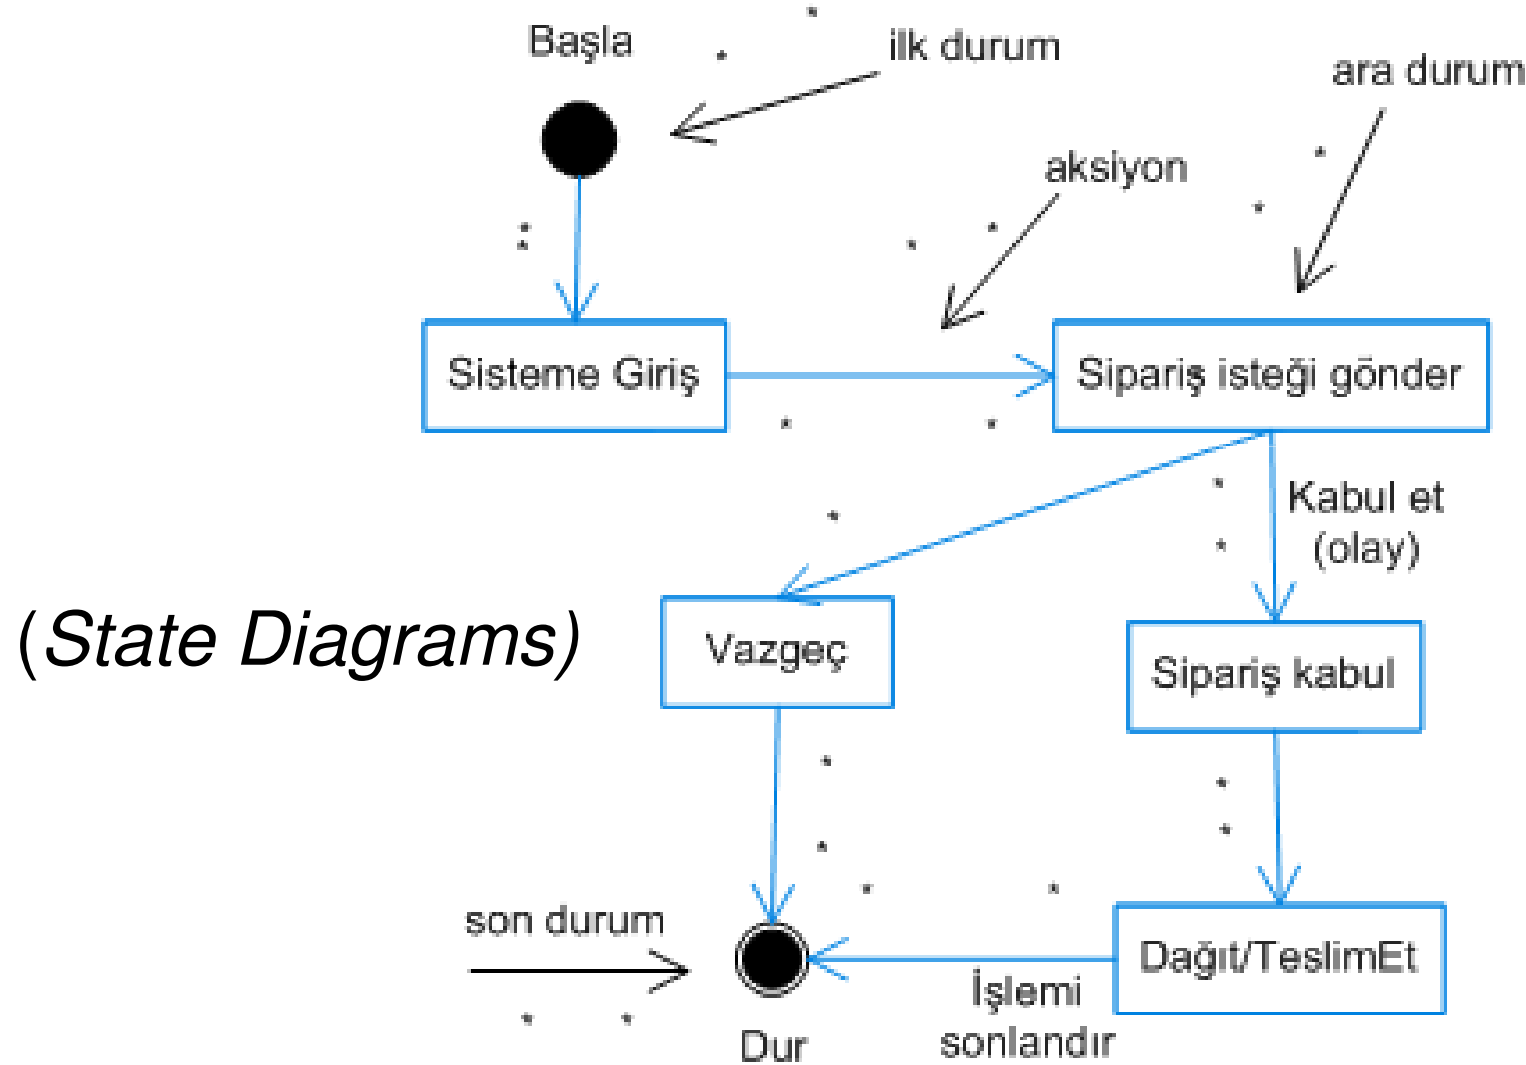 Başla
ilk durum
ara durum
aksiyon
Sisteme Giriş
Sipariş isteği gönder
Kabul et
(olay)
(State Diagrams)
Vazgeç
Sipariş kabul
son durum
Dağıt/TeslimEt
İşlemi
sonlandır
Dur